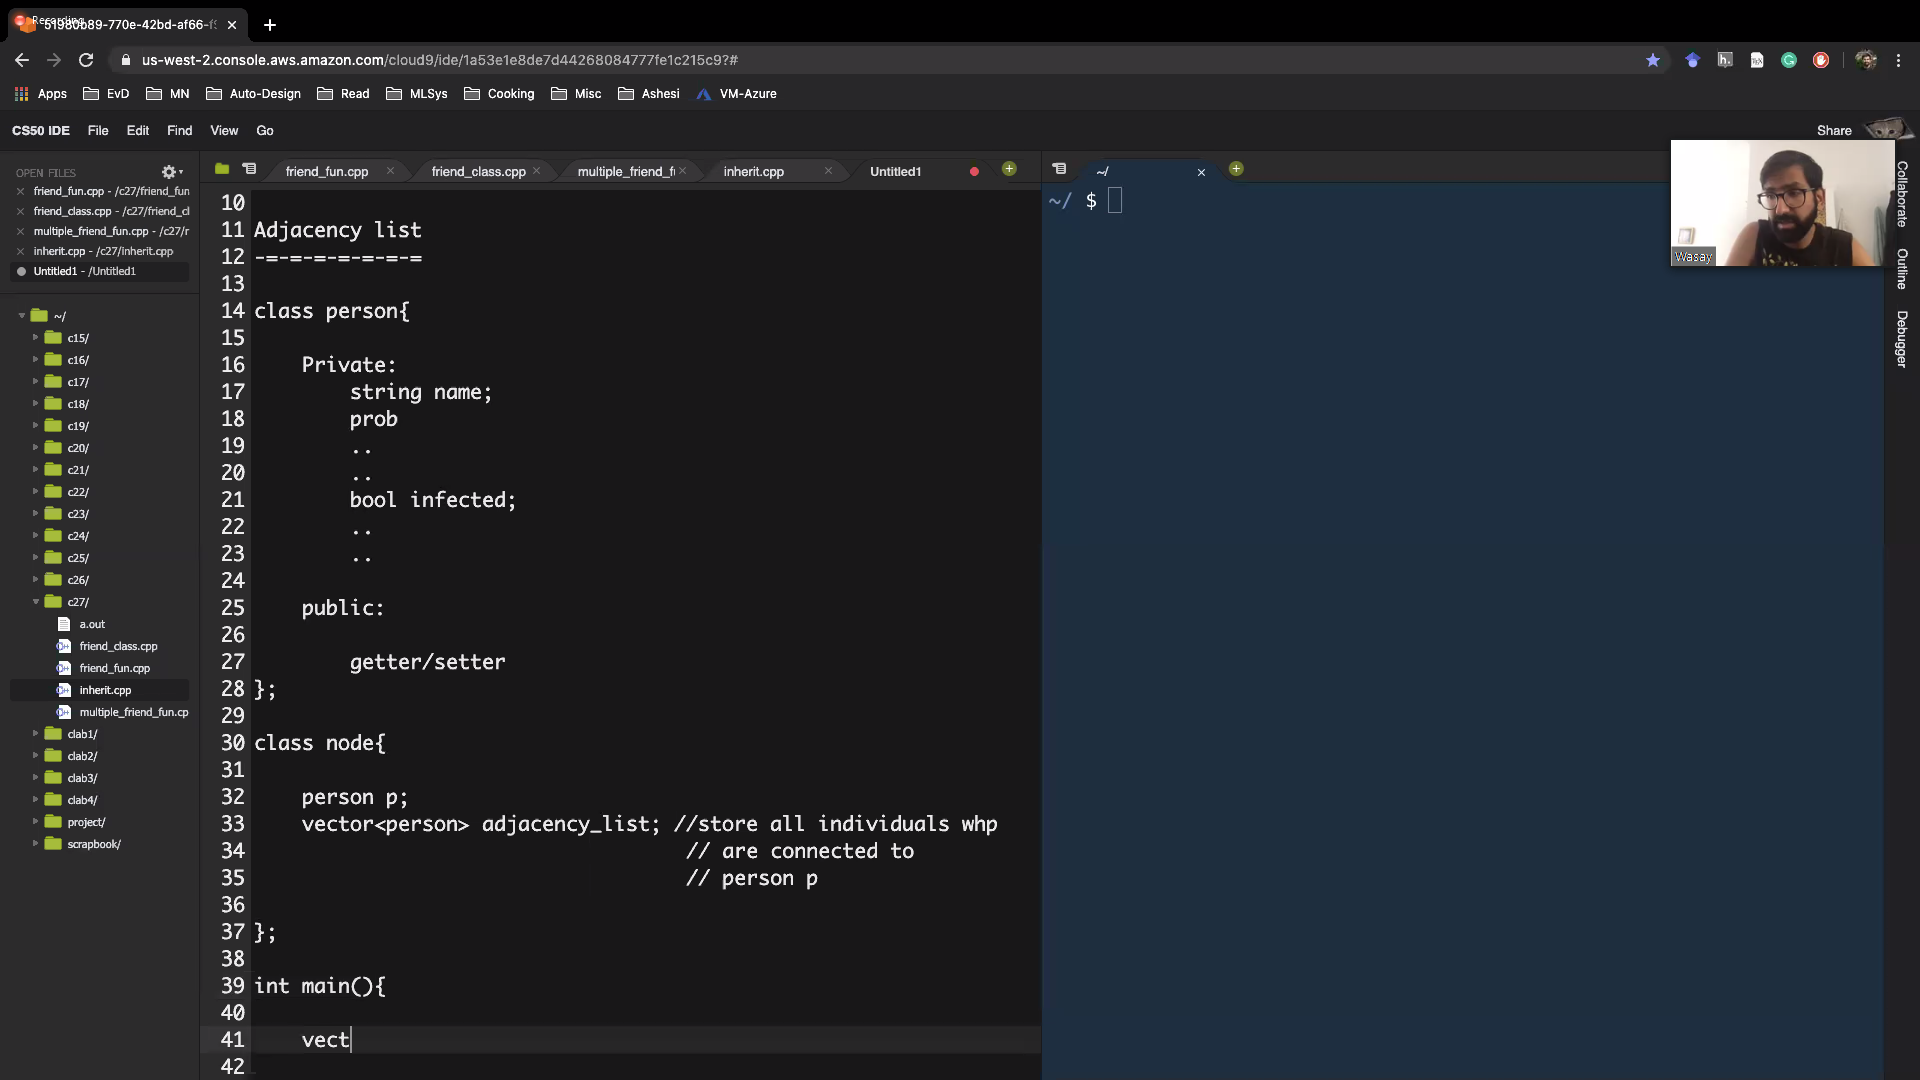 Recording
51980b89-770e-42bd-af66-f
us-west-2.console.aws.amazon.com/cloud9/ide/1a53e1e8de7d44268084777fe1c215c9?#
Apps EvD MN Auto-Design Read MLSys Cooking Misc Ashesi VM-Azure
CS50 IDE File Edit Find View Go Share
OPEN FILES
friend_fun.cpp - /c27/friend_fun
friend_class.cpp - /c27/friend_cl
multiple_friend_fun.cpp - /c27/r
inherit.cpp - /c27/inherit.cpp
Untitled1 - /Untitled1
~/
c15/
c16/
c17/
c18/
c19/
c20/
c21/
c22/
c23/
c24/
c25/
c26/
c27/
a.out
friend_class.cpp
friend_fun.cpp
inherit.cpp
multiple_friend_fun.cp
clab1/
clab2/
clab3/
clab4/
project/
scrapbook/
friend_fun.cpp friend_class.cpp multiple_friend_f inherit.cpp Untitled1
10
11 Adjacency list
12 -=-=-=-=-=-=-=
13
14 class person{
15
16 Private:
17 string name;
18 prob
19 ..
20 ..
21 bool infected;
22 ..
23 ..
24
25 public:
26
27 getter/setter
28 };
29
30 class node{
31
32 person p;
33 vector<person> adjacency_list; //store all individuals whp
34 // are connected to
35 // person p
36
37 };
38
39 int main(){
40
41 vect
42
~/
~/ $
Wasay
Collaborate
Outline
Debugger